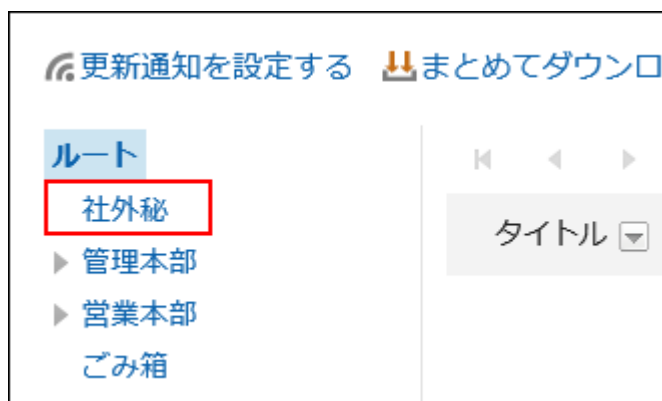 更新通知を設定する まとめてダウンロ
ルート
社外秘
管理本部
営業本部
ごみ箱
タイトル